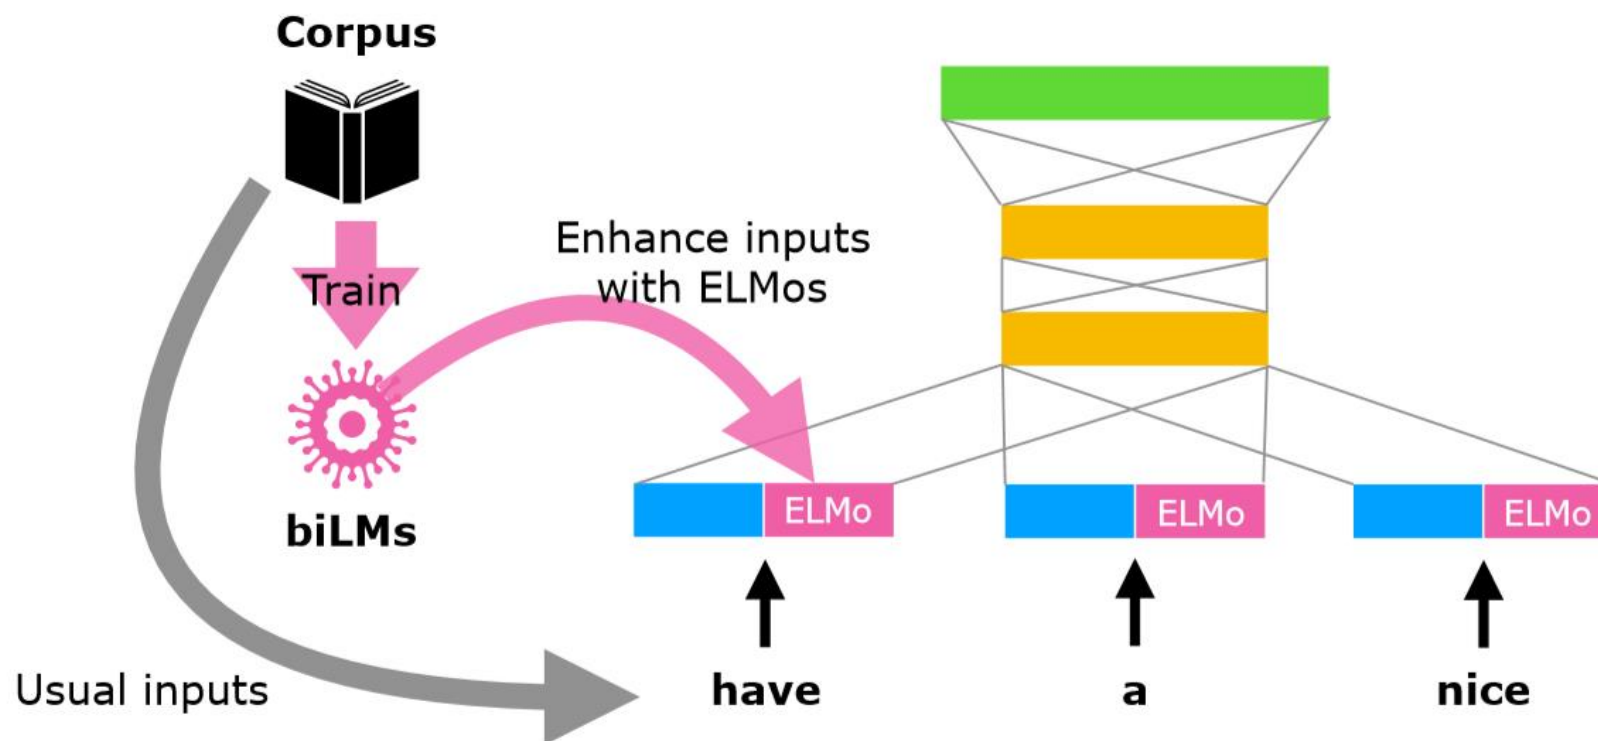 Corpus
Train
Enhance inputs
with ELMos
biLMs
ELMo
ELMo
ELMo
Usual inputs
have
a
nice